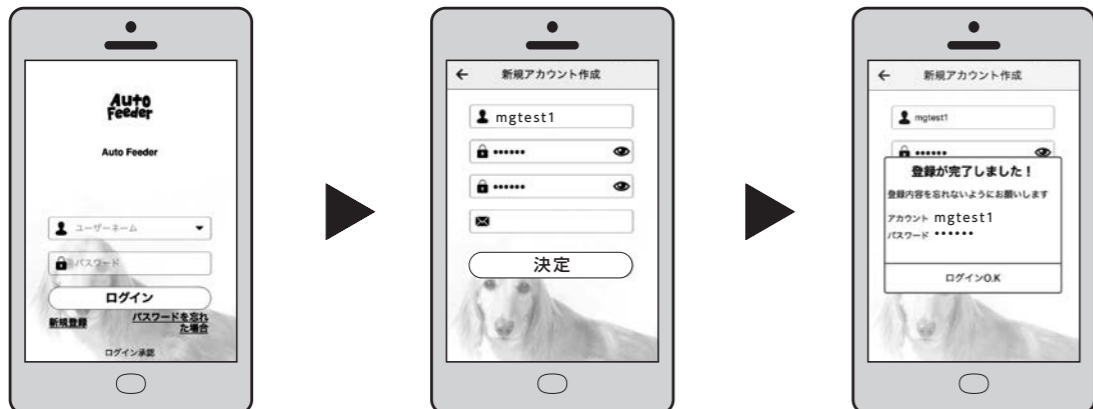 Auto
Feeder
Auto Feeder
ユーザーネーム
パスワード
ログイン
新規登録
パスワードを忘れ
た場合
ログイン承認
新規アカウント作成
mgtest1
••••••
••••••
決定
新規アカウント作成
mgtest1
••••••
登録が完了しました！
登録内容を忘れないようにお願いします
アカウント mgtest1
パスワード ••••••
ログインO.K